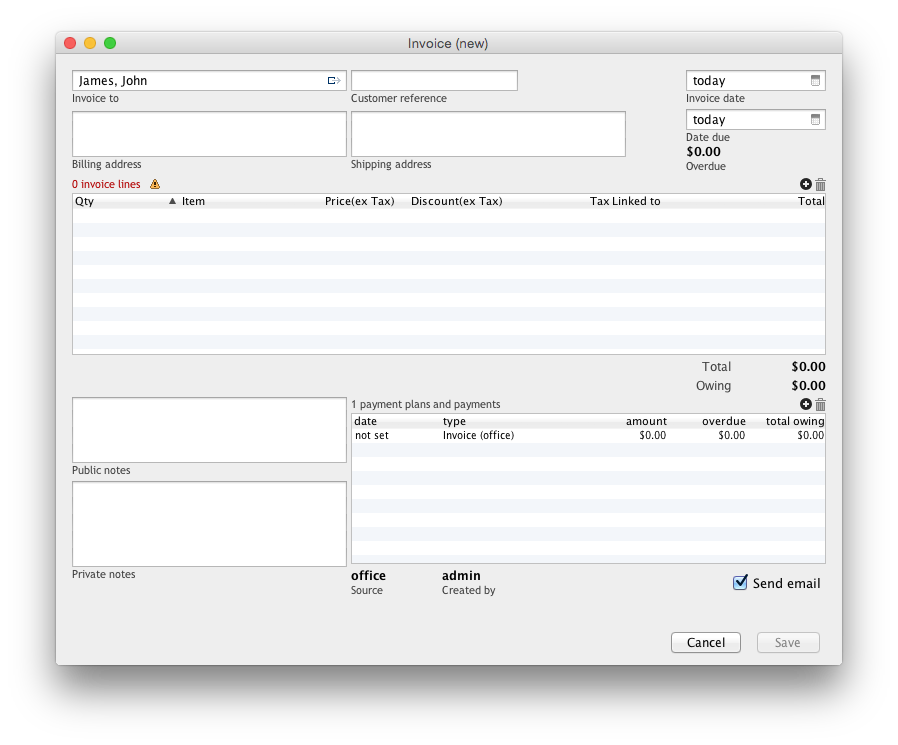 Invoice (new)
James, John
today
Invoice to
Customer reference
Invoice date
today
Date due
$0.00
Billing address
Shipping address
Overdue
0 invoice lines
Qty Item Price(ex Tax) Discount(ex Tax) Tax Linked to Total
Total $0.00
Owing $0.00
1 payment plans and payments
date type amount overdue total owing
not set Invoice (office) $0.00 $0.00 $0.00
Public notes
Private notes
office admin
Source Created by
Send email
Cancel Save